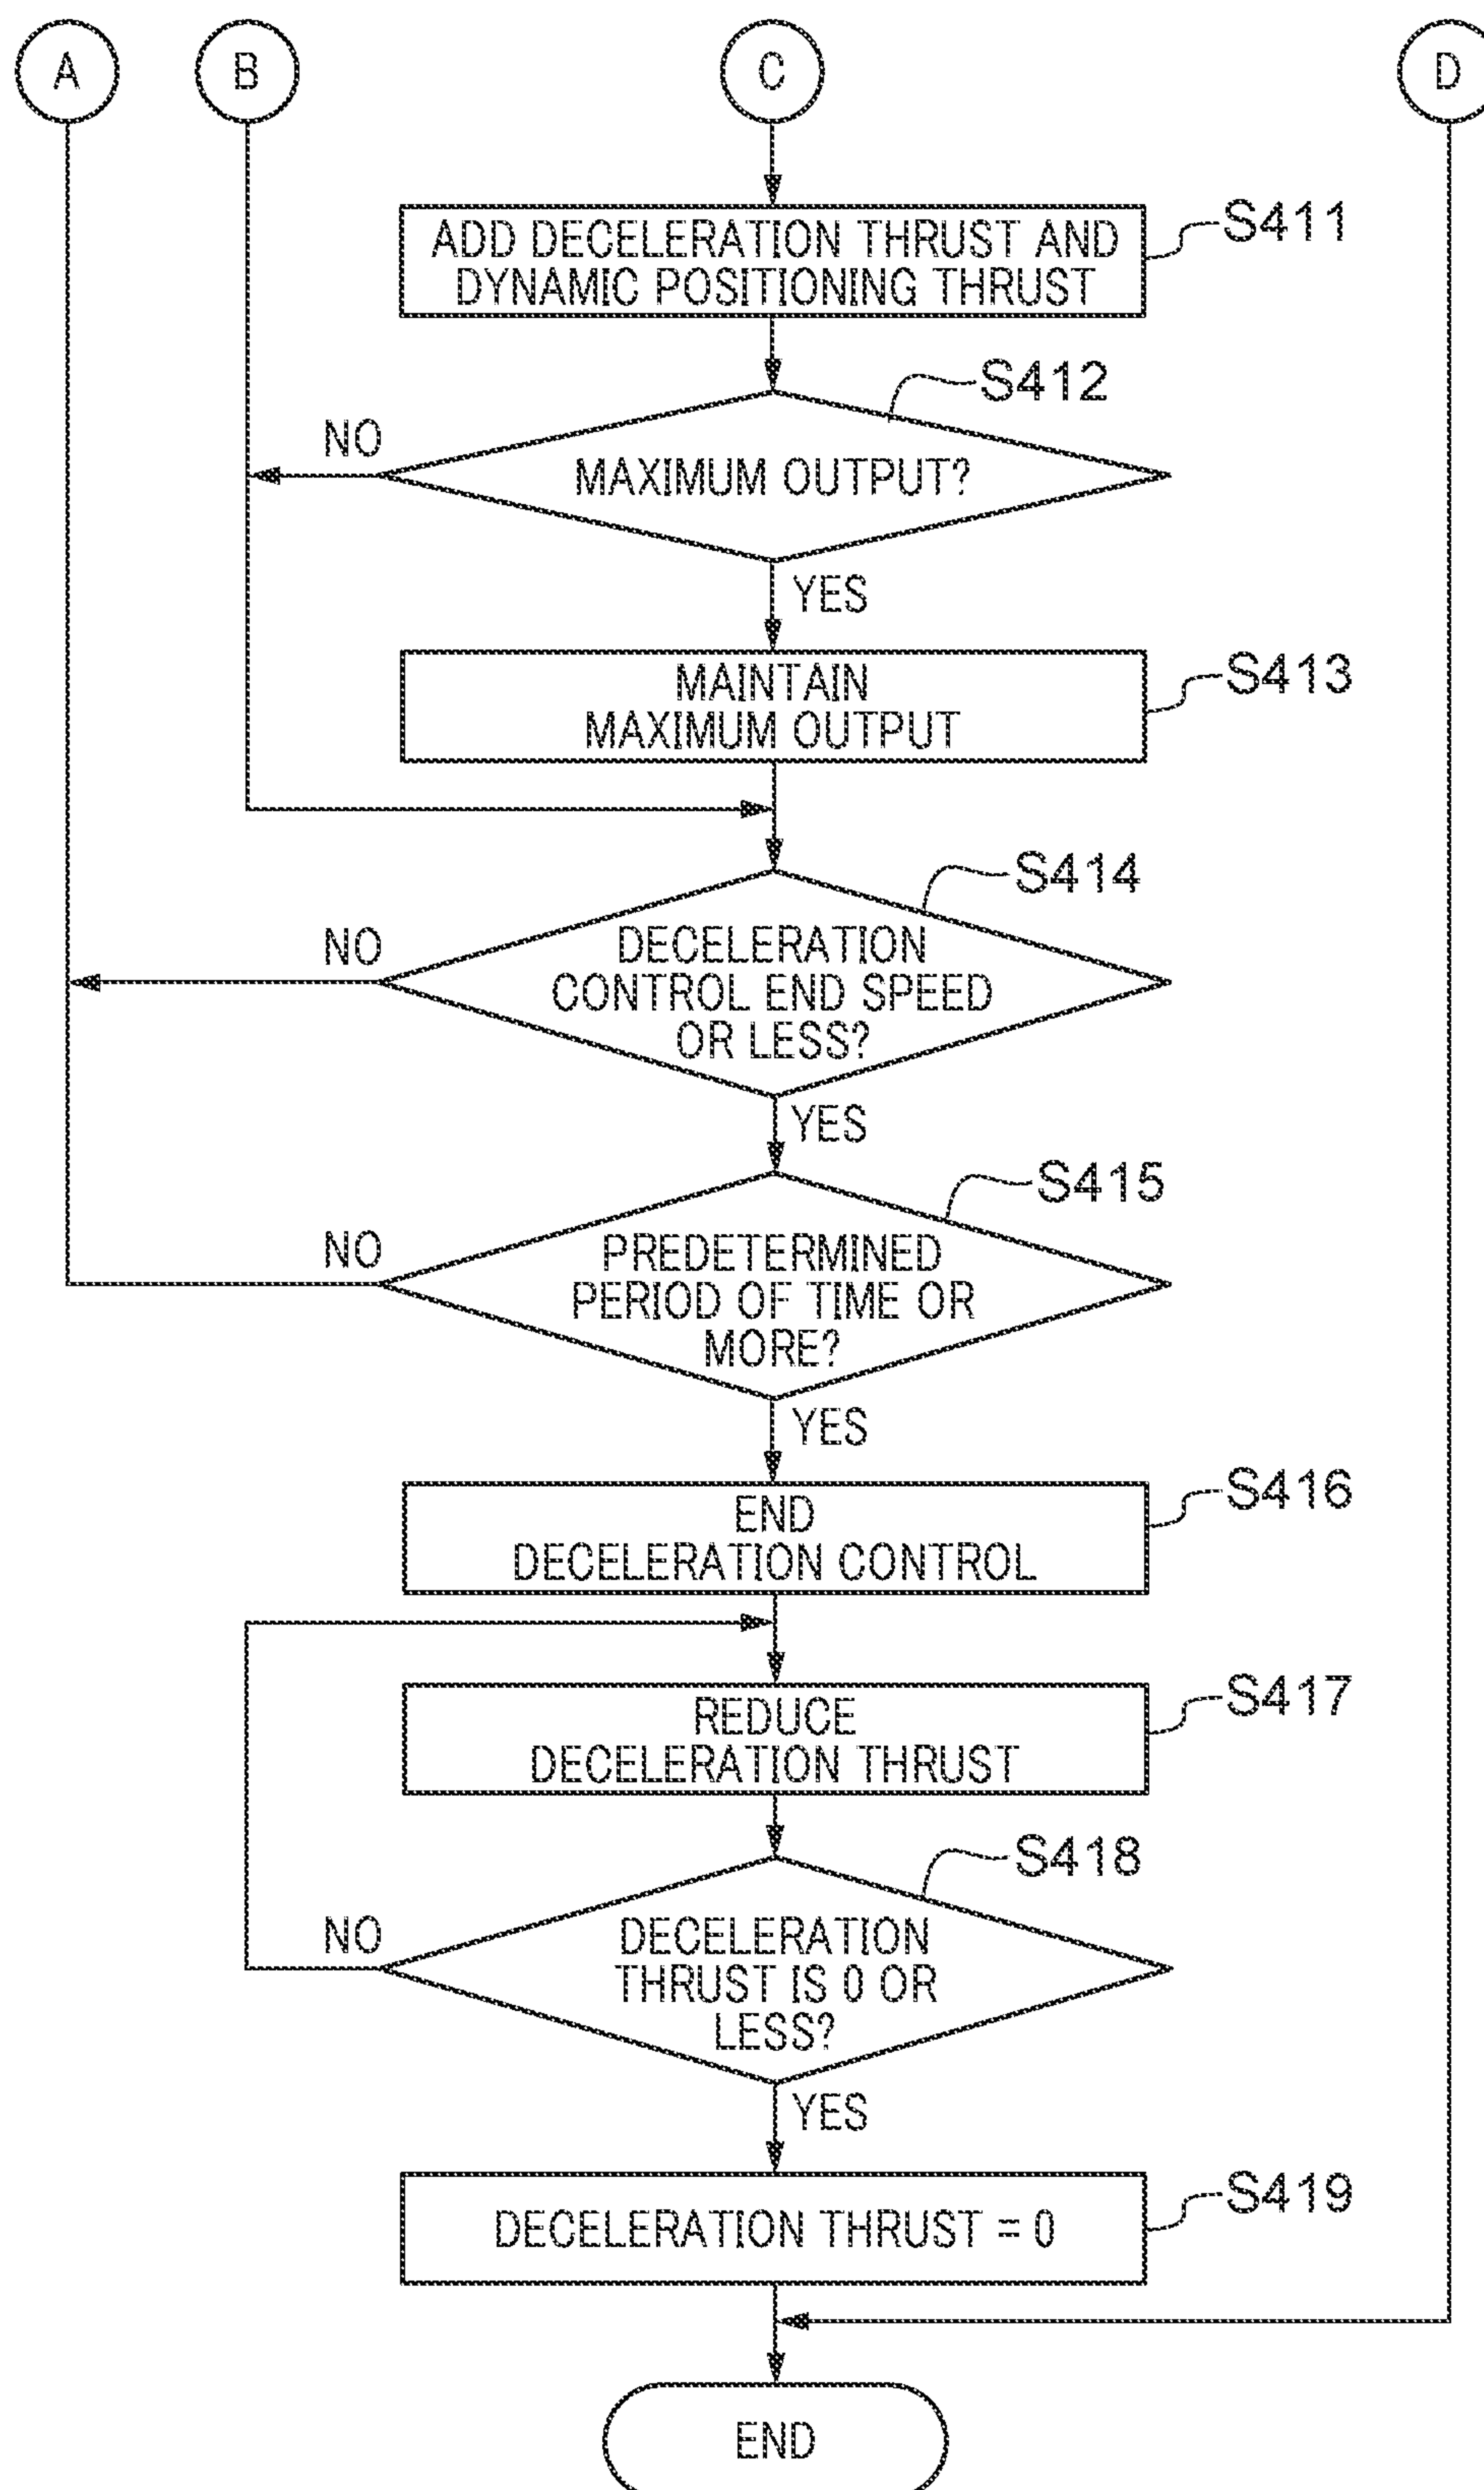 A
B
C
D
ADD DECELERATION THRUST AND
DYNAMIC POSITIONING THRUST
S411
S412
NO
MAXIMUM OUTPUT?
YES
MAINTAIN
MAXIMUM OUTPUT
S413
S414
NO
DECELERATION
CONTROL END SPEED
OR LESS?
YES
S415
NO
PREDETERMINED
PERIOD OF TIME OR
MORE?
YES
END
DECELERATION CONTROL
S416
REDUCE
DECELERATION THRUST
S417
S418
NO
DECELERATION
THRUST IS 0 OR
LESS?
YES
DECELERATION THRUST = 0
S419
END